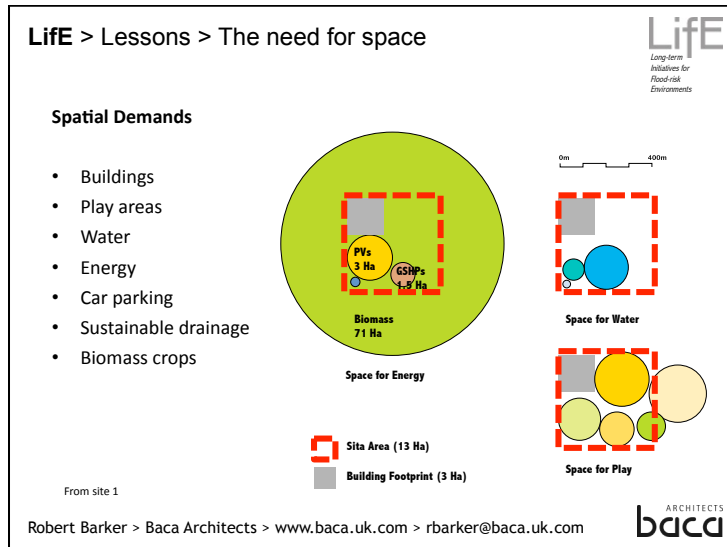 LifE > Lessons > The need for space
LifE
Long-term
Initiatives for
Flood-risk
Environments
Spatial Demands
• Buildings
• Play areas
• Water
• Energy
• Car parking
• Sustainable drainage
• Biomass crops
PVs
3 Ha
GSHPs
1.5 Ha
Biomass
71 Ha
Space for Energy
0m 400m
Space for Water
Space for Play
Sita Area (13 Ha)
Building Footprint (3 Ha)
From site 1
Robert Barker > Baca Architects > www.baca.uk.com > rbarker@baca.uk.com
ARCHITECTS
baca